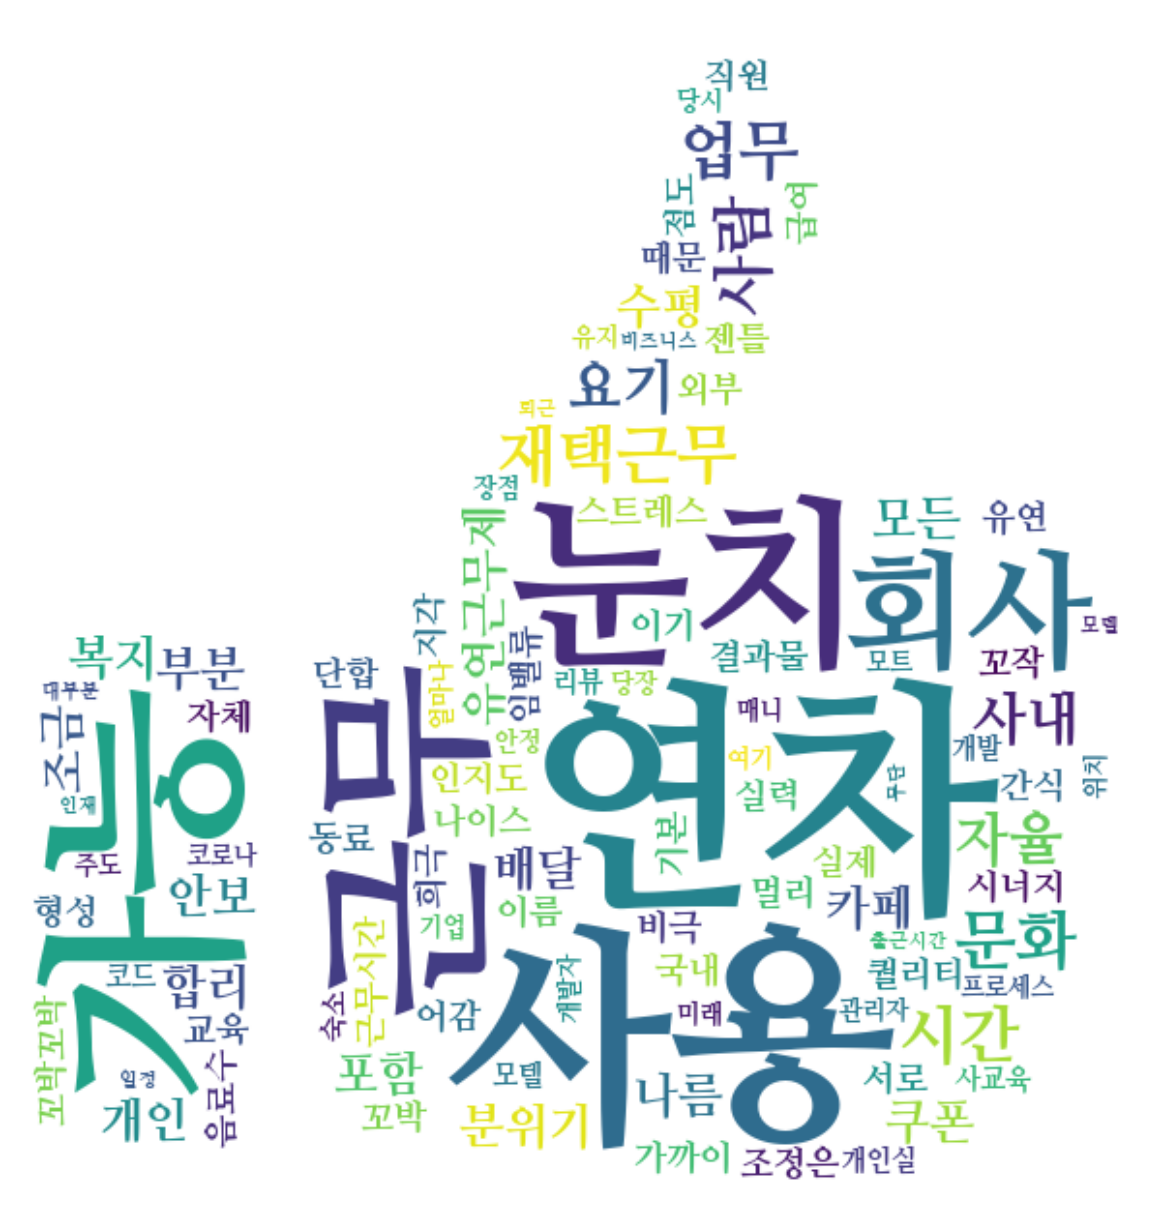 직원
당시
업무
점도
급여
사람
때문
수평
유지
비즈니스
젠틀
요기
외부
퇴근
재택근무
장점
스트레스
눈치
모든
유연
유연근무제
회사
시각
이기
모텔
임밸류
결과물
모트
꼬작
복지
부분
단합
리뷰
당장
대부분
얼마나
연차
매니
사내
조금
자체
근무
안정
개발
여기
인지도
실력
무단
간식
위치
가능
인재
나이스
기본
자율
동료
주도
코로나
희극
배달
실제
시너지
안보
멀리
카페
형성
이름
기업
비극
출근시간
문화
근무시간
사용
코드
합리
개발자
국내
퀄리티
프로세스
꼬박꼬박
교육
숙소
어감
미래
관리자
시간
일정
음료수
포함
모텔
나름
서로
사교육
개인
꼬박
분위기
쿠폰
가까이
조정은
개인실